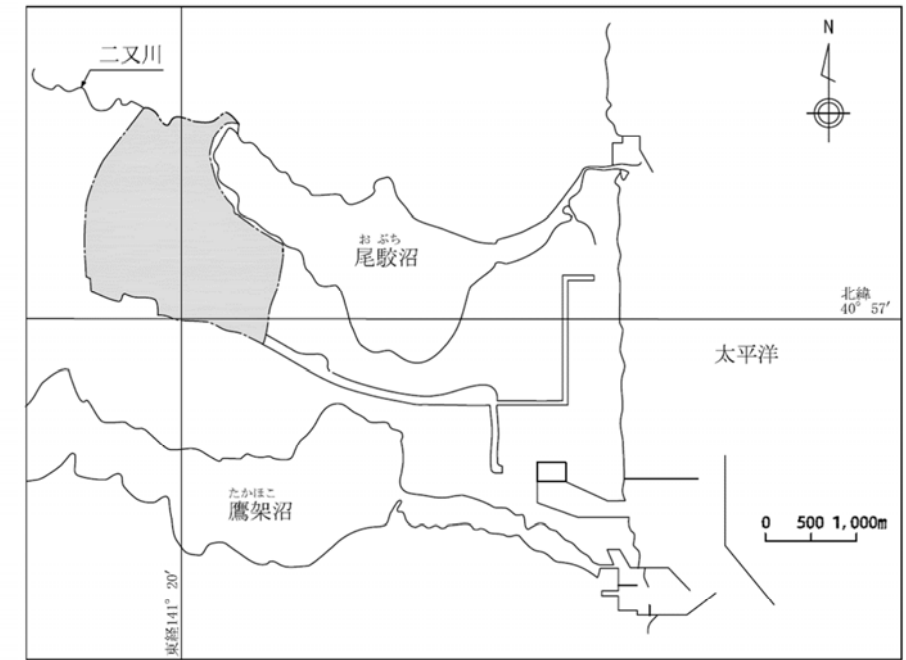 二又川
N
おぶち
尾駮沼
北緯
40° 57′
太平洋
たかほこ
鷹架沼
0 500 1,000m
東経141° 20′